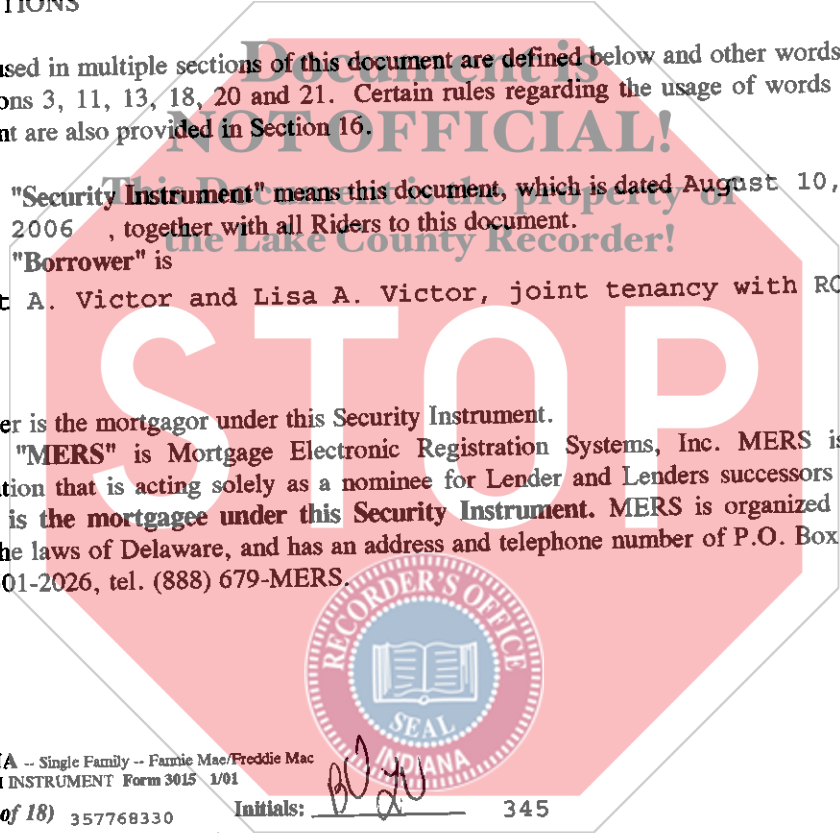 TIONS
used in multiple sections of this document are defined below and other words
ons 3, 11, 13, 18, 20 and 21. Certain rules regarding the usage of words
nt are also provided in Section 16.
Document is
NOT OFFICIAL!
This Document is the property of
the Lake County Recorder!
"Security Instrument" means this document, which is dated August 10,
2006 , together with all Riders to this document.
"Borrower" is
t A. Victor and Lisa A. Victor, joint tenancy with RO
STOP
er is the mortgagor under this Security Instrument.
"MERS" is Mortgage Electronic Registration Systems, Inc. MERS is
tion that is acting solely as a nominee for Lender and Lenders successors
is the mortgagee under this Security Instrument. MERS is organized
he laws of Delaware, and has an address and telephone number of P.O. Box
01-2026, tel. (888) 679-MERS.
RECORDER'S OFFICE
SEAL
INDIANA
A -- Single Family -- Fannie Mae/Freddie Mac
INSTRUMENT Form 3015 1/01
of 18) 357768330 Initials: 345